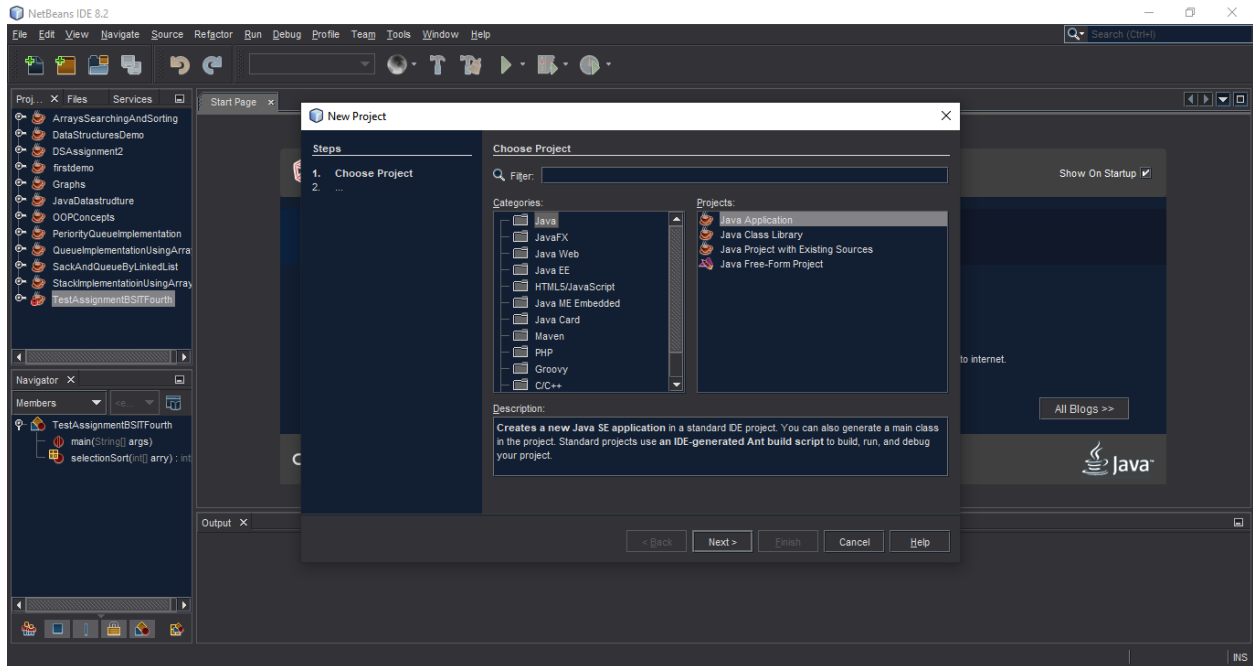 NetBeans IDE 8.2
File Edit View Navigate Source Refactor Run Debug Profile Team Tools Window Help
Search (Ctrl+I)
Proj... Files Services
ArraysSearchingAndSorting
DataStructuresDemo
DSAssignment2
firstdemo
Graphs
JavaDatastrudture
OOPConcepts
PeriorityQueueImplementation
QueueImplementationUsingArra
SackAndQueueByLinkedList
StackImplementatioinUsingArray
TestAssignmentBSITFourth
Navigator
Members <e...
TestAssignmentBSITFourth
main(String[] args)
selectionSort(int[] arry) : int
Start Page
Show On Startup
to internet.
All Blogs >>
Java
New Project
Steps
1. Choose Project
2. ...
Choose Project
Filter:
Categories:
Java
JavaFX
Java Web
Java EE
HTML5/JavaScript
Java ME Embedded
Java Card
Maven
PHP
Groovy
C/C++
Projects:
Java Application
Java Class Library
Java Project with Existing Sources
Java Free-Form Project
Description:
Creates a new Java SE application in a standard IDE project. You can also generate a main class
in the project. Standard projects use an IDE-generated Ant build script to build, run, and debug
your project.
< Back Next > Finish Cancel Help
Output
INS